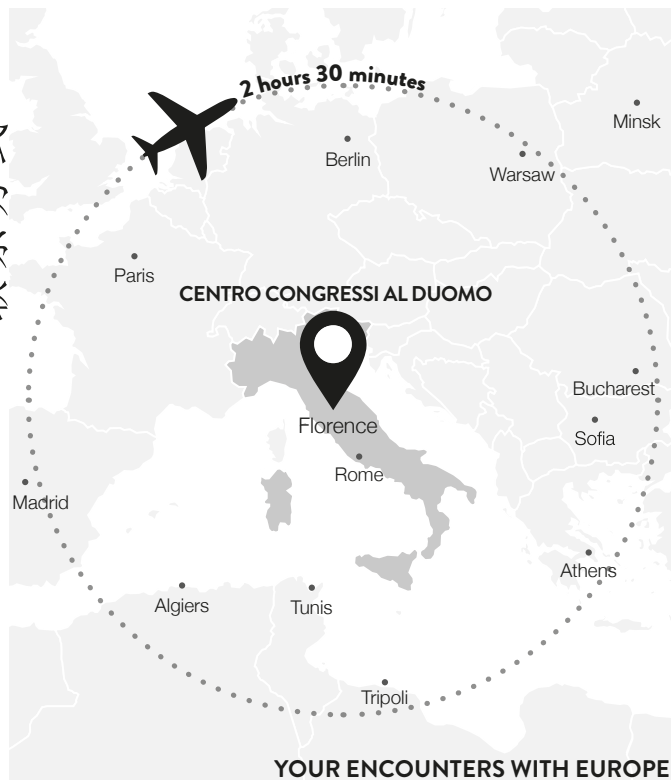 2 hours 30 minutes
Minsk
Berlin
Warsaw
Paris
CENTRO CONGRESSI AL DUOMO
Bucharest
Florence
Sofia
Rome
Madrid
Athens
Algiers
Tunis
Tripoli
YOUR ENCOUNTERS WITH EUROPE